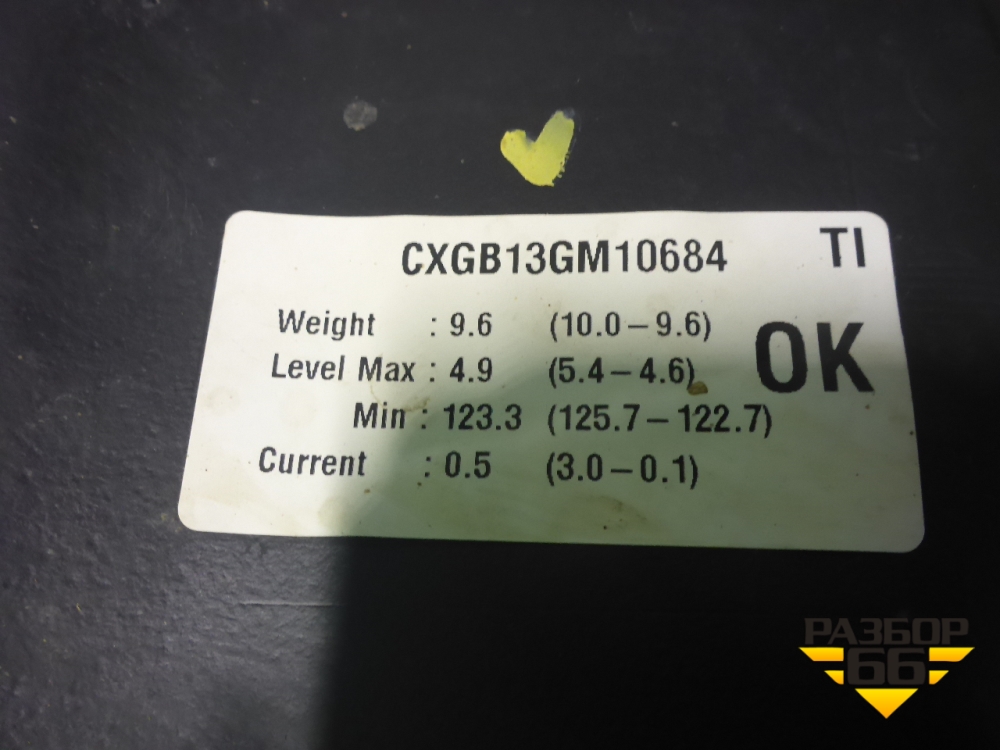 CXGB13GM10684 TI
Weight : 9.6 (10.0–9.6)
OK
Level Max : 4.9 (5.4–4.6)
Min : 123.3 (125.7–122.7)
Current : 0.5 (3.0–0.1)
РАЗБОР
66